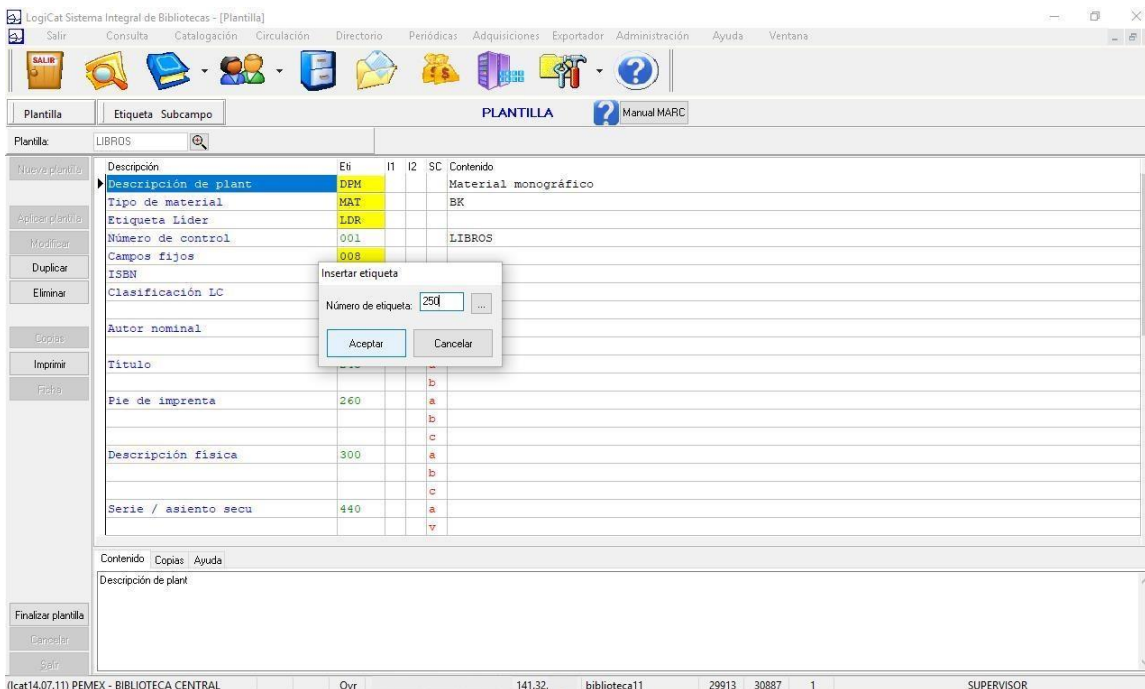 LogiCat Sistema Integral de Bibliotecas - [Plantilla]
Salir Consulta Catalogación Circulación Directorio Periódicas Adquisiciones Exportador Administración Ayuda Ventana
SALIR
Plantilla Etiqueta Subcampo PLANTILLA Manual MARC
Plantilla: LIBROS
Nueva plantilla
Aplicar plantilla
Modificar
Duplicar
Eliminar
Copias
Imprimir
Ficha
Descripción Eti I1 I2 SC Contenido
Descripción de plant DPM Material monográfico
Tipo de material MAT BK
Etiqueta Líder LDR
Número de control 001 LIBROS
Campos fijos 008
ISBN
Clasificación LC
Autor nominal
Título
b
Pie de imprenta 260 a
b
c
Descripción física 300 a
b
c
Serie / asiento secu 440 a
v
Insertar etiqueta
Número de etiqueta: 250 ...
Aceptar Cancelar
Contenido Copias Ayuda
Descripción de plant
Finalizar plantilla
Cancelar
Salir
(lcat14.07.11) PEMEX - BIBLIOTECA CENTRAL Ovr 141.32. biblioteca11 29913 30887 1 SUPERVISOR